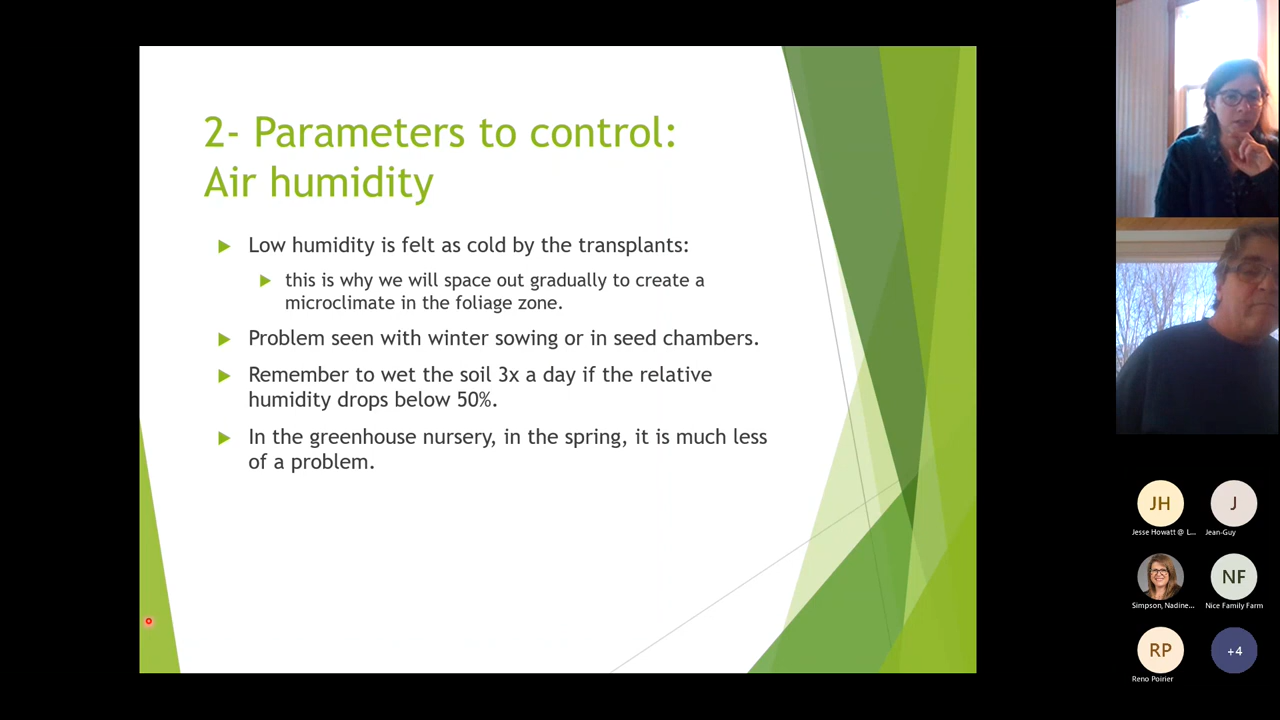 2- Parameters to control:
Air humidity
Low humidity is felt as cold by the transplants:
this is why we will space out gradually to create a
microclimate in the foliage zone.
Problem seen with winter sowing or in seed chambers.
Remember to wet the soil 3x a day if the relative
humidity drops below 50%.
In the greenhouse nursery, in the spring, it is much less
of a problem.
JH
J
Jesse Howatt @ L...
Jean-Guy
NF
Simpson, Nadine...
Nice Family Farm
RP
+4
Reno Poirier